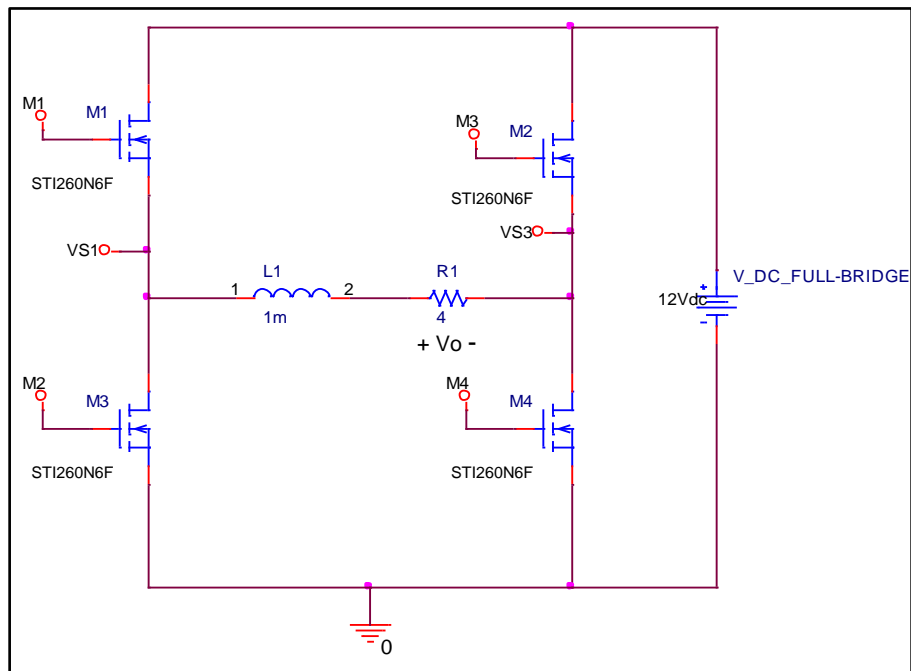 M1
M1
STI260N6F
M3
M2
STI260N6F
VS1
VS3
L1
1
2
1m
R1
4
+ Vo -
V_DC_FULL-BRIDGE
+
12Vdc
-
M2
M3
STI260N6F
M4
M4
STI260N6F
0